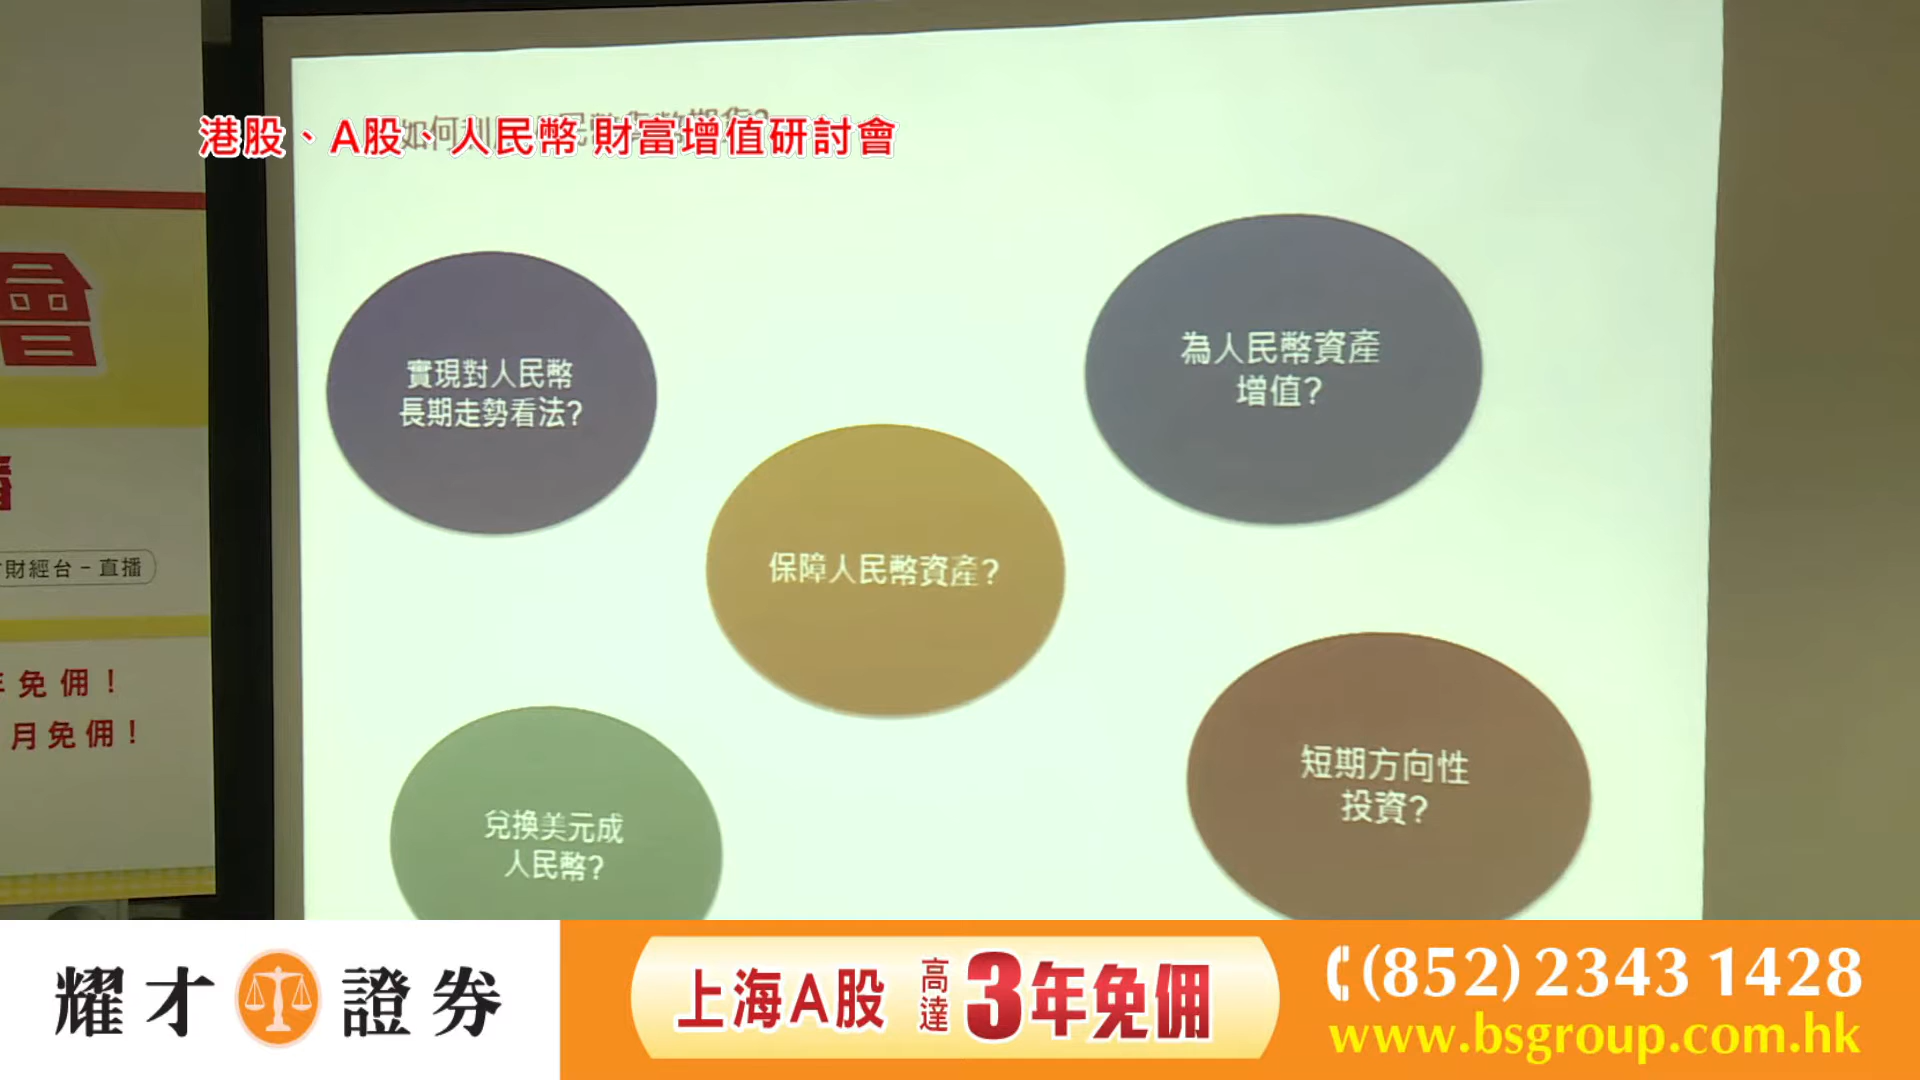 港股、A股、人民幣 財富增值研討會
如何
會
財經台－直播
免佣！
月免佣！
實現對人民幣
長期走勢看法?
為人民幣資產
增值?
保障人民幣資產?
兌換美元成
人民幣?
短期方向性
投資?
耀才證券
上海A股 高達3年免佣
(852) 2343 1428
www.bsgroup.com.hk